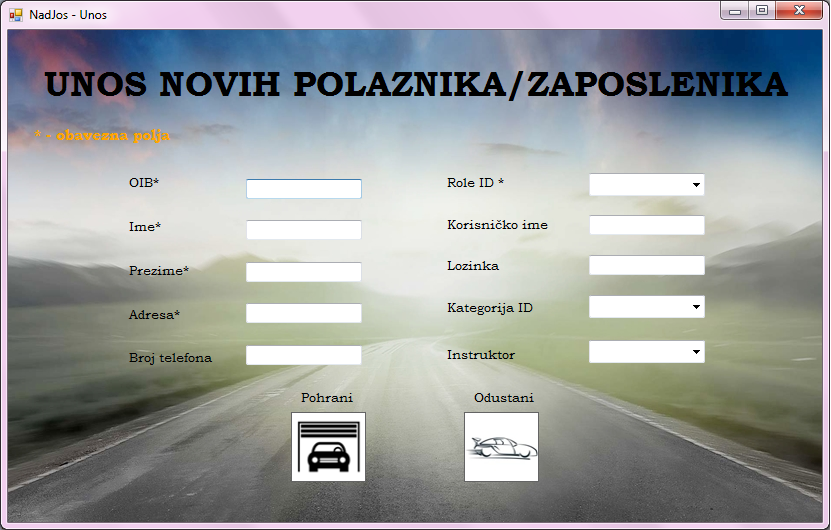 NadJos - Unos
UNOS NOVIH POLAZNIKA/ZAPOSLENIKA
* - obavezna polja
OIB*
Ime*
Prezime*
Adresa*
Broj telefona
Role ID *
Korisničko ime
Lozinka
Kategorija ID
Instruktor
Pohrani
Odustani